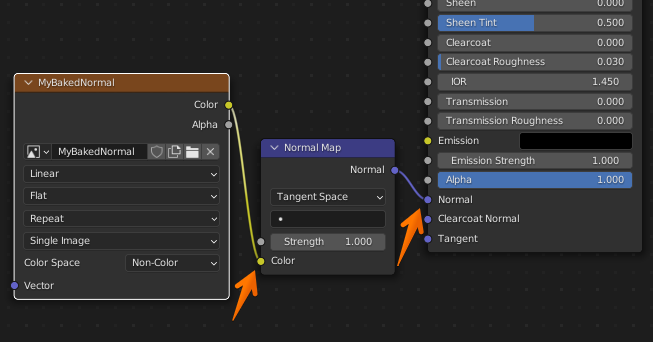 Sheen 0.000
Sheen Tint 0.500
Clearcoat 0.000
Clearcoat Roughness 0.030
IOR 1.450
Transmission 0.000
Transmission Roughness 0.000
Emission
Emission Strength 1.000
Alpha 1.000
Normal
Clearcoat Normal
Tangent
MyBakedNormal
Color
Alpha
MyBakedNormal
Linear
Flat
Repeat
Single Image
Color Space Non-Color
Vector
Normal Map
Normal
Tangent Space
Strength 1.000
Color